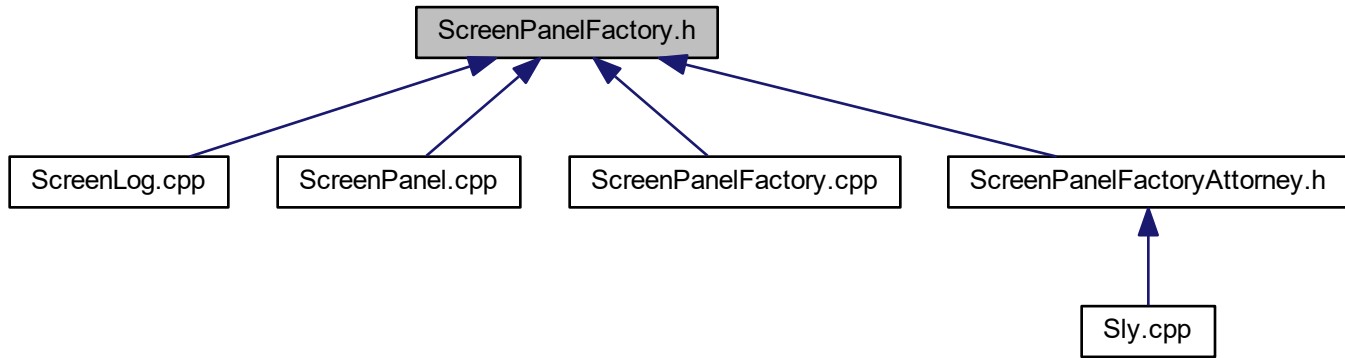 ScreenPanelFactory.h
ScreenLog.cpp
ScreenPanel.cpp
ScreenPanelFactory.cpp
ScreenPanelFactoryAttorney.h
Sly.cpp